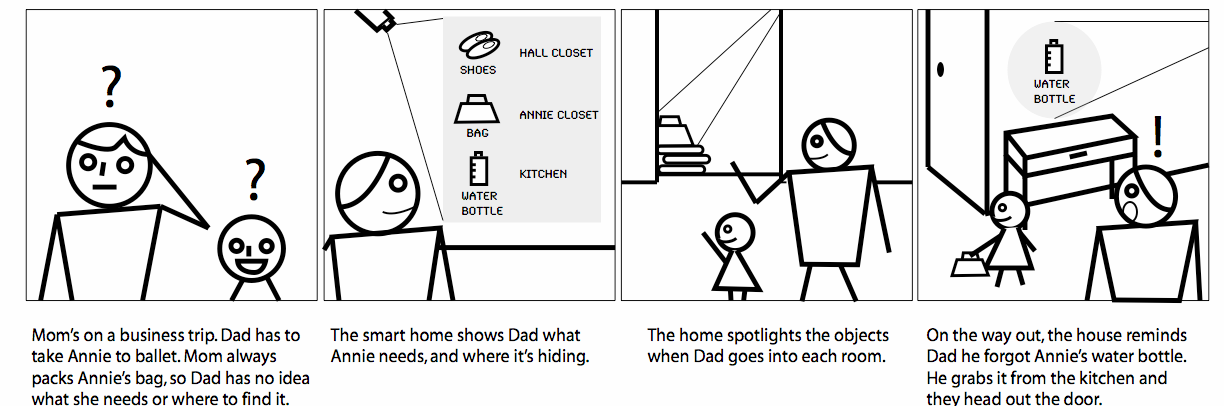 ?
?
Mom's on a business trip. Dad has to
take Annie to ballet. Mom always
packs Annie's bag, so Dad has no idea
what she needs or where to find it.
SHOES
HALL CLOSET
BAG
ANNIE CLOSET
WATER
BOTTLE
KITCHEN
The smart home shows Dad what
Annie needs, and where it's hiding.
The home spotlights the objects
when Dad goes into each room.
WATER
BOTTLE
!
On the way out, the house reminds
Dad he forgot Annie's water bottle.
He grabs it from the kitchen and
they head out the door.